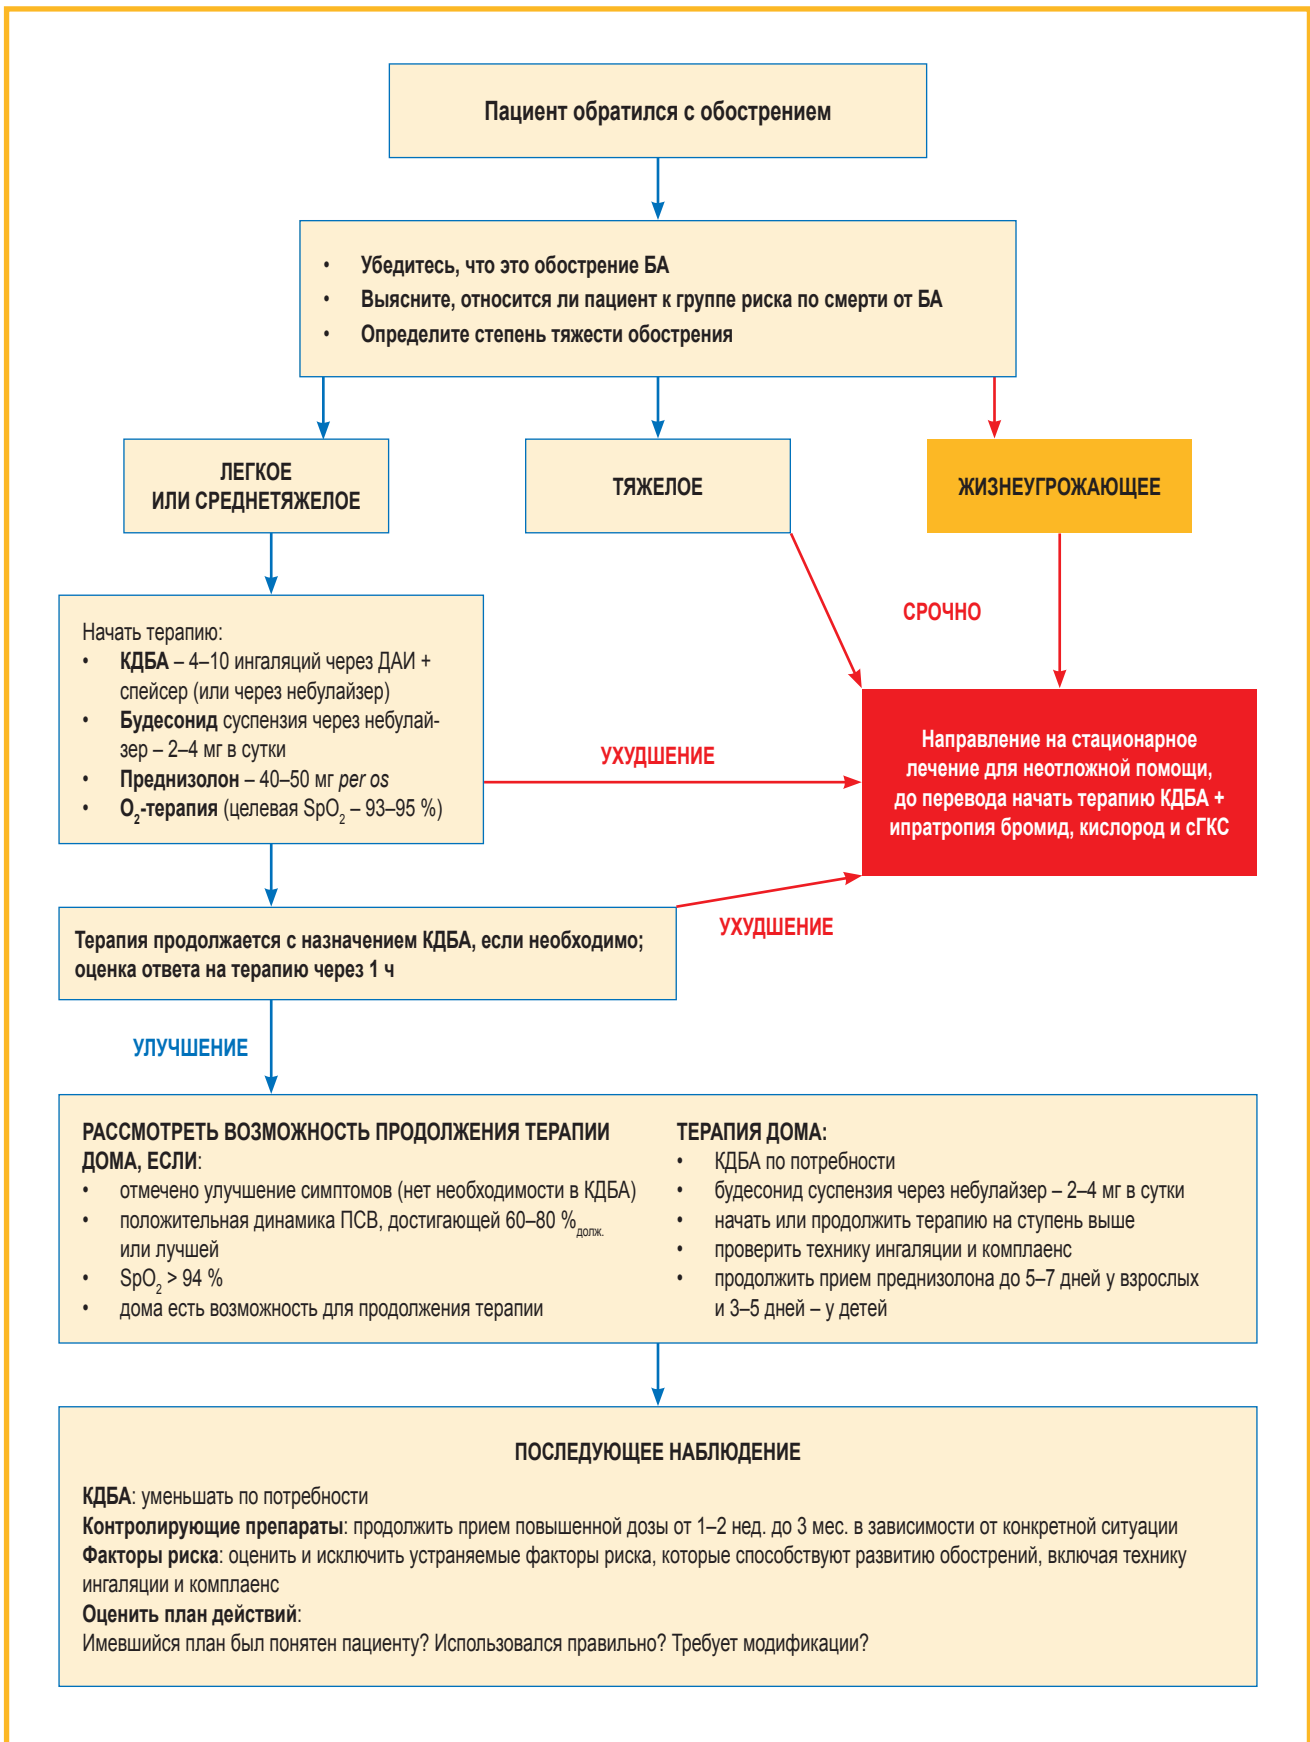 Пациент обратился с обострением
• Убедитесь, что это обострение БА
• Выясните, относится ли пациент к группе риска по смерти от БА
• Определите степень тяжести обострения
ЛЕГКОЕ
ИЛИ СРЕДНЕТЯЖЕЛОЕ
ТЯЖЕЛОЕ
ЖИЗНЕУГРОЖАЮЩЕЕ
СРОЧНО
Начать терапию:
• КДБА – 4–10 ингаляций через ДАИ +
спейсер (или через небулайзер)
• Будесонид суспензия через небулай-
зер – 2–4 мг в сутки
• Преднизолон – 40–50 мг per os
• O₂-терапия (целевая SpO₂ – 93–95 %)
УХУДШЕНИЕ
Направление на стационарное
лечение для неотложной помощи,
до перевода начать терапию КДБА +
ипратропия бромид, кислород и сГКС
Терапия продолжается с назначением КДБА, если необходимо;
оценка ответа на терапию через 1 ч
УХУДШЕНИЕ
УЛУЧШЕНИЕ
РАССМОТРЕТЬ ВОЗМОЖНОСТЬ ПРОДОЛЖЕНИЯ ТЕРАПИИ
ДОМА, ЕСЛИ:
• отмечено улучшение симптомов (нет необходимости в КДБА)
• положительная динамика ПСВ, достигающей 60–80 %долж.
или лучшей
• SpO₂ > 94 %
• дома есть возможность для продолжения терапии
ТЕРАПИЯ ДОМА:
• КДБА по потребности
• будесонид суспензия через небулайзер – 2–4 мг в сутки
• начать или продолжить терапию на ступень выше
• проверить технику ингаляции и комплаенс
• продолжить прием преднизолона до 5–7 дней у взрослых
и 3–5 дней – у детей
ПОСЛЕДУЮЩЕЕ НАБЛЮДЕНИЕ
КДБА: уменьшать по потребности
Контролирующие препараты: продолжить прием повышенной дозы от 1–2 нед. до 3 мес. в зависимости от конкретной ситуации
Факторы риска: оценить и исключить устраняемые факторы риска, которые способствуют развитию обострений, включая технику
ингаляции и комплаенс
Оценить план действий:
Имевшийся план был понятен пациенту? Использовался правильно? Требует модификации?